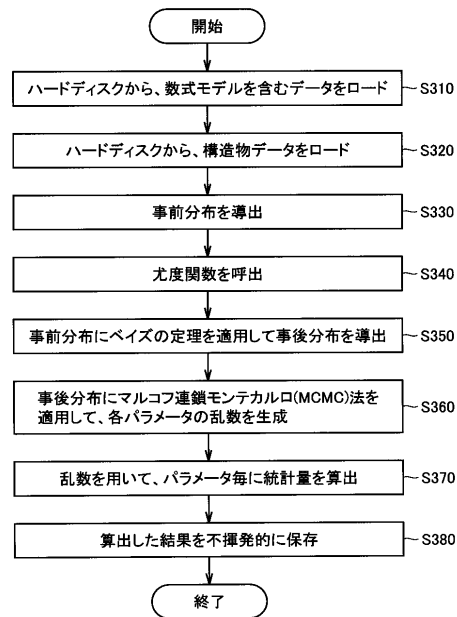 開始
ハードディスクから、数式モデルを含むデータをロード
S310
ハードディスクから、構造物データをロード
S320
事前分布を導出
S330
尤度関数を呼出
S340
事前分布にベイズの定理を適用して事後分布を導出
S350
事後分布にマルコフ連鎖モンテカルロ(MCMC)法を
適用して、各パラメータの乱数を生成
S360
乱数を用いて、パラメータ毎に統計量を算出
S370
算出した結果を不揮発的に保存
S380
終了